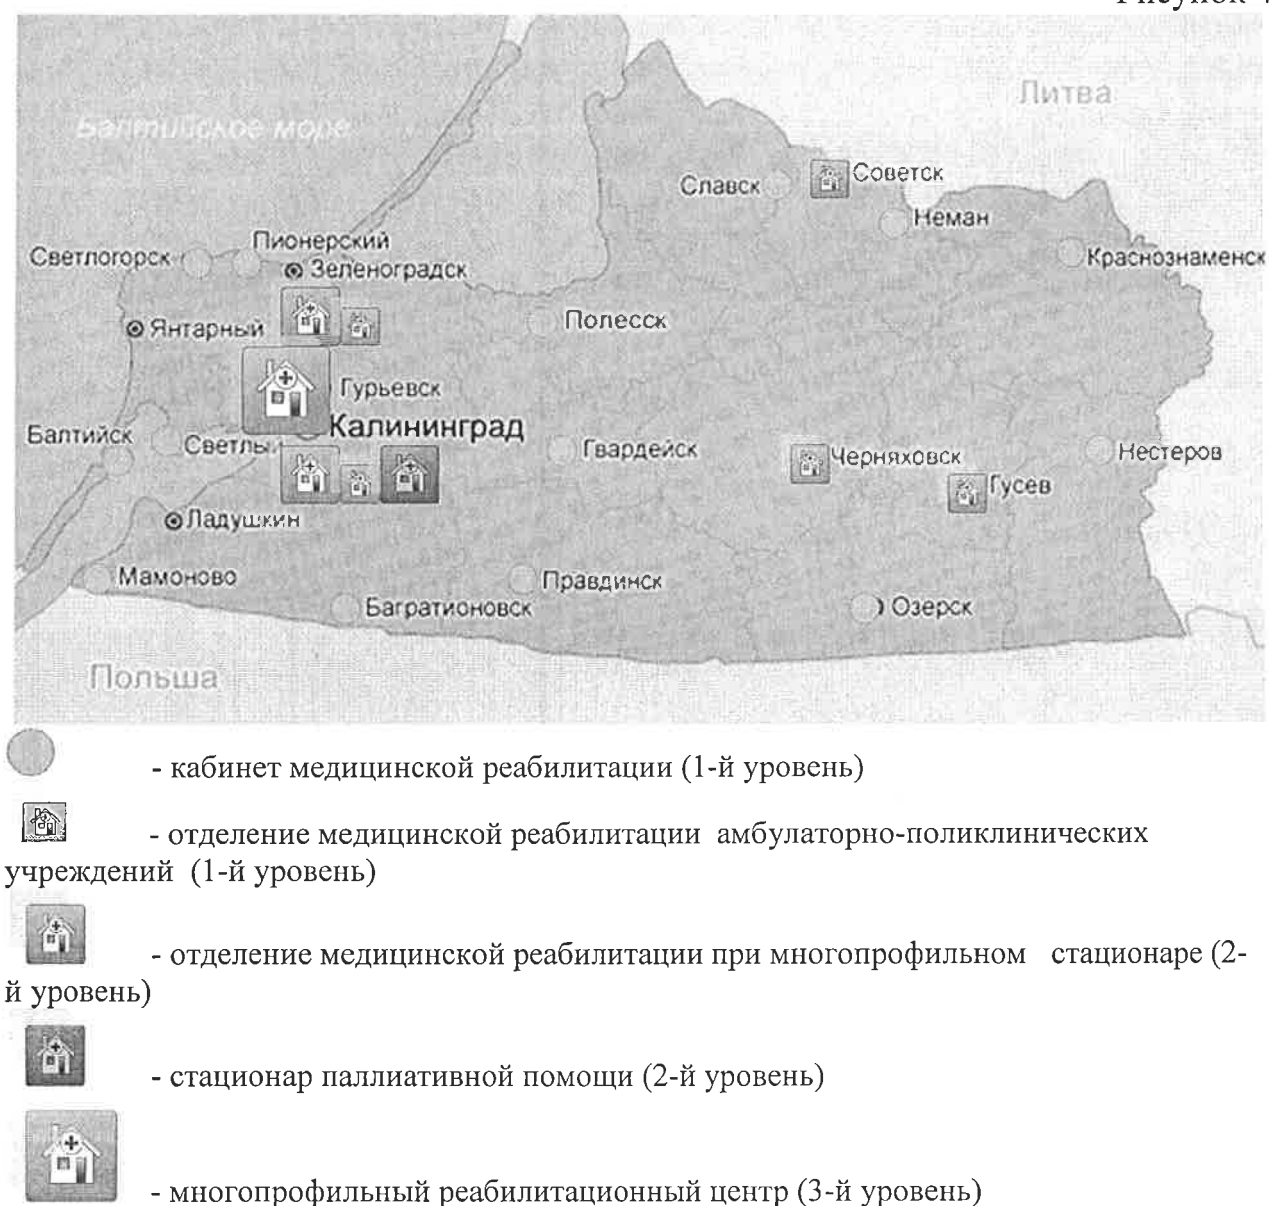 Рисунок 4
Литва
Балтийское море
Славск
Советск
Неман
Краснознаменск
Светлогорск
Пионерский
Зеленоградск
Янтарный
Полесск
Гурьевск
Калининград
Балтийск
Светлый
Гвардейск
Черняховск
Гусев
Нестеров
Ладушкин
Мамоново
Правдинск
Багратионовск
Озерск
Польша
- кабинет медицинской реабилитации (1-й уровень)
- отделение медицинской реабилитации амбулаторно-поликлинических
учреждений (1-й уровень)
- отделение медицинской реабилитации при многопрофильном стационаре (2-
й уровень)
- стационар паллиативной помощи (2-й уровень)
- многопрофильный реабилитационный центр (3-й уровень)